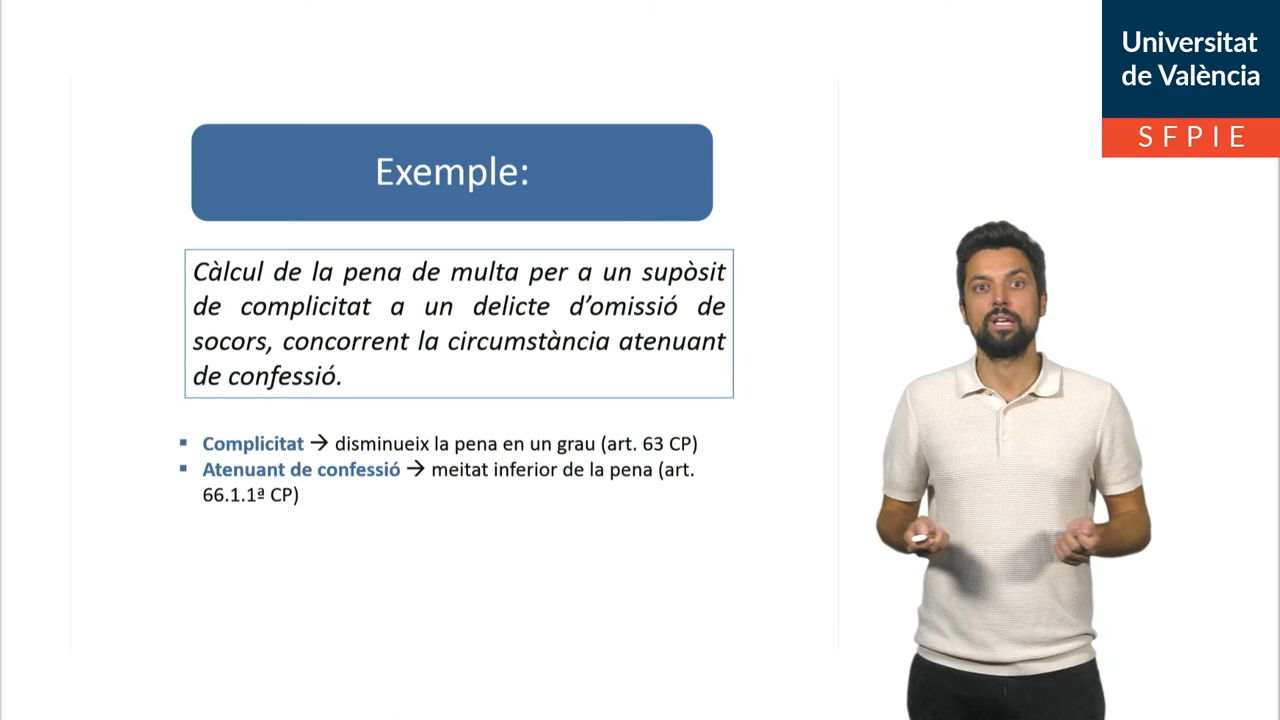 Universitat
de València
SFPIE
Exemple:
Càlcul de la pena de multa per a un supòsit
de complicitat a un delicte d’omissió de
socors, concorrent la circumstància atenuant
de confessió.
▪ Complicitat → disminueix la pena en un grau (art. 63 CP)
▪ Atenuant de confessió → meitat inferior de la pena (art.
66.1.1ª CP)